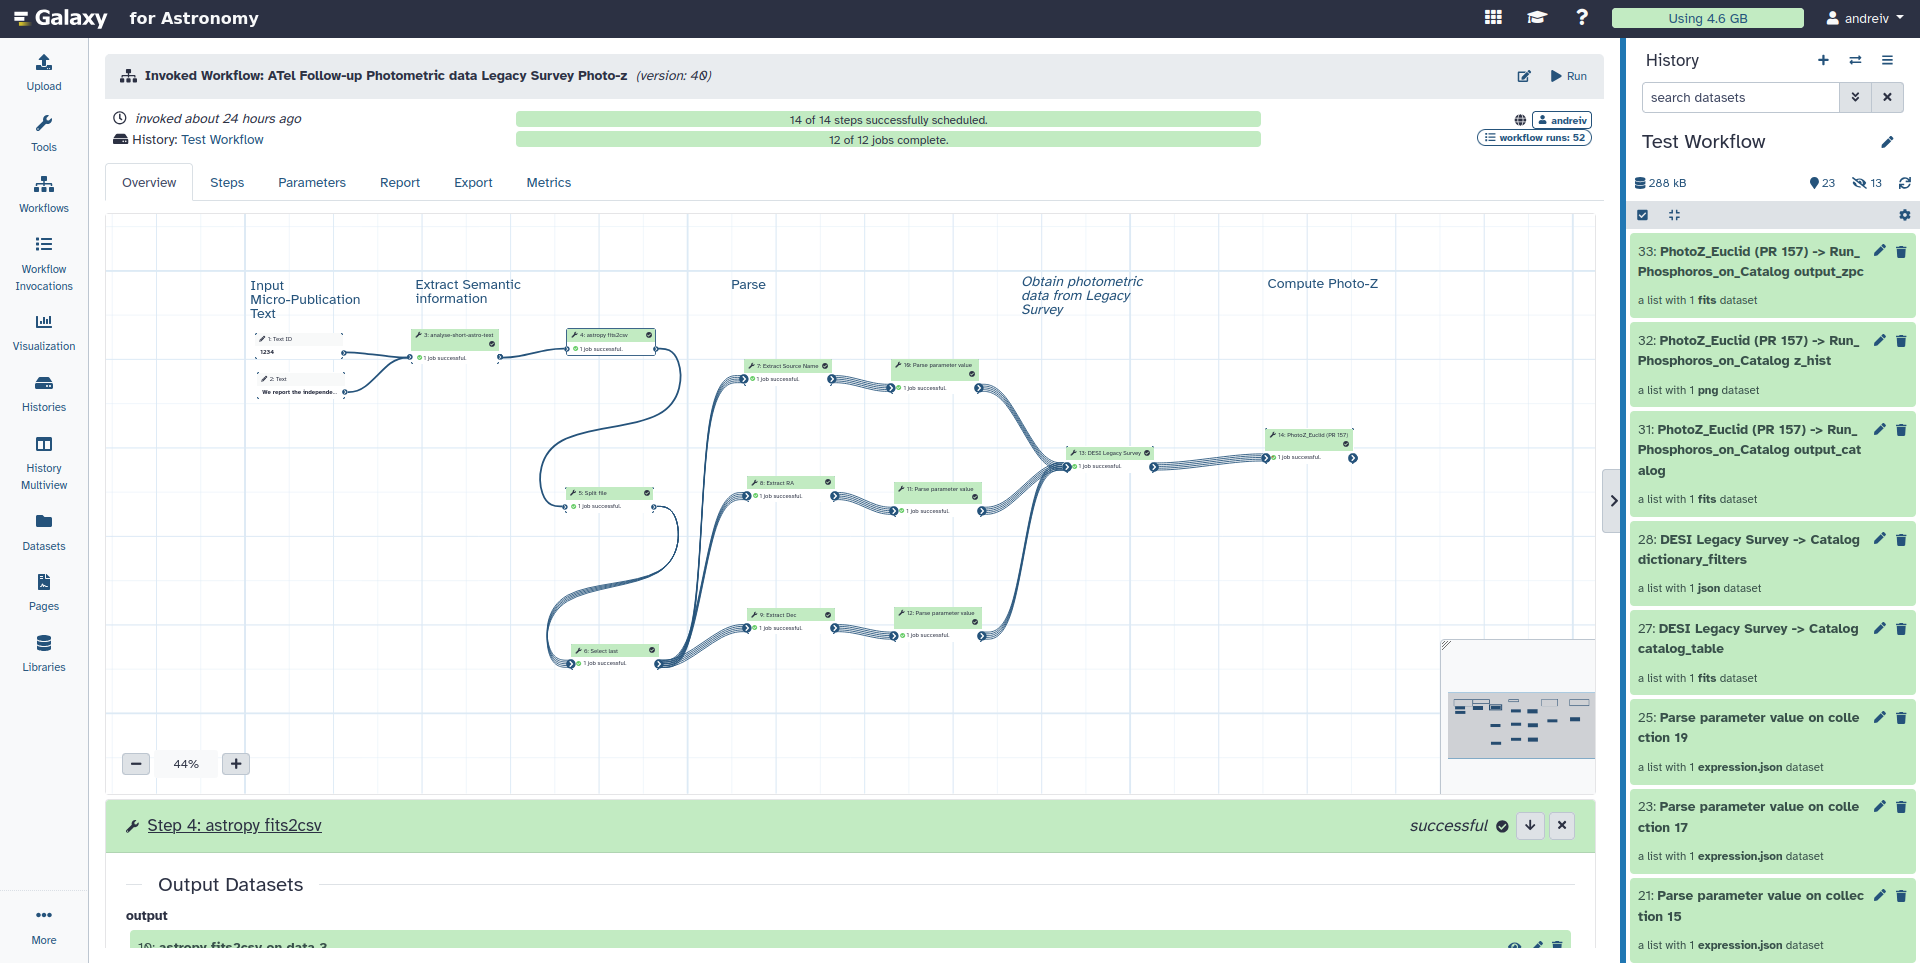 Galaxy for Astronomy
Using 4.6 GB
andreiv
Upload
Tools
Workflows
Workflow
Invocations
Visualization
Histories
History
Multiview
Datasets
Pages
Libraries
More
Invoked Workflow: ATel Follow-up Photometric data Legacy Survey Photo-z (version: 40)
Run
invoked about 24 hours ago
History: Test Workflow
14 of 14 steps successfully scheduled.
12 of 12 jobs complete.
andreiv
workflow runs: 52
Overview Steps Parameters Report Export Metrics
Input
Micro-Publication
Text
Extract Semantic
information
Parse
Obtain photometric
data from Legacy
Survey
Compute Photo-Z
1: Text ID
1234
2: Text
We report the independe...
3: analyse-short-astro-text
1 job successful.
4: astropy fits2csv
1 job successful.
5: Split file
1 job successful.
6: Select last
1 job successful.
7: Extract Source Name
1 job successful.
8: Extract RA
1 job successful.
9: Extract Dec
1 job successful.
10: Parse parameter value
1 job successful.
11: Parse parameter value
1 job successful.
12: Parse parameter value
1 job successful.
13: DESI Legacy Survey
1 job successful.
14: PhotoZ_Euclid (PR 157)
1 job successful.
44%
Step 4: astropy fits2csv
successful
Output Datasets
output
10: astropy fits2csv on data 3
History
search datasets
Test Workflow
288 kB
23
13
33: PhotoZ_Euclid (PR 157) -> Run_
Phosphoros_on_Catalog output_zpc
a list with 1 fits dataset
32: PhotoZ_Euclid (PR 157) -> Run_
Phosphoros_on_Catalog z_hist
a list with 1 png dataset
31: PhotoZ_Euclid (PR 157) -> Run_
Phosphoros_on_Catalog output_cat
alog
a list with 1 fits dataset
28: DESI Legacy Survey -> Catalog
dictionary_filters
a list with 1 json dataset
27: DESI Legacy Survey -> Catalog
catalog_table
a list with 1 fits dataset
25: Parse parameter value on colle
ction 19
a list with 1 expression.json dataset
23: Parse parameter value on colle
ction 17
a list with 1 expression.json dataset
21: Parse parameter value on collec
tion 15
a list with 1 expression.json dataset